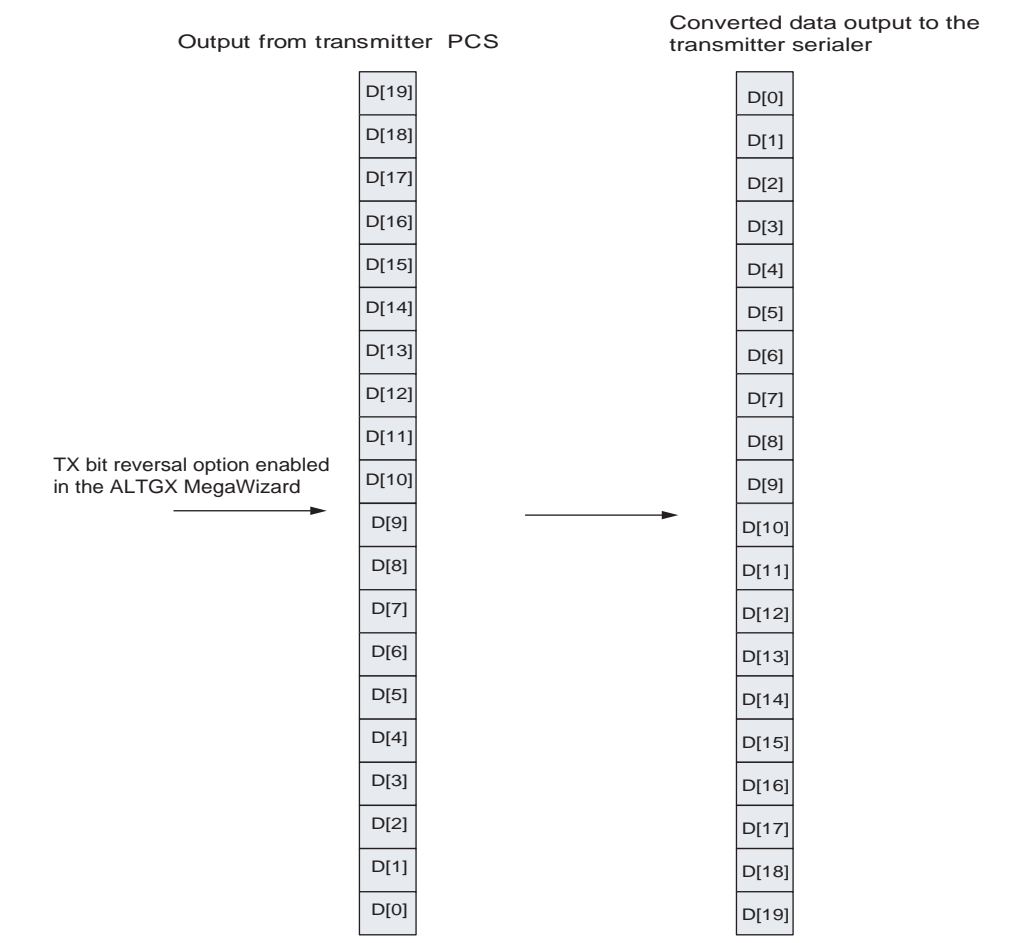 Output from transmitter PCS
Converted data output to the
transmitter serialer
TX bit reversal option enabled
in the ALTGX MegaWizard
D[19]
D[18]
D[17]
D[16]
D[15]
D[14]
D[13]
D[12]
D[11]
D[10]
D[9]
D[8]
D[7]
D[6]
D[5]
D[4]
D[3]
D[2]
D[1]
D[0]
D[0]
D[1]
D[2]
D[3]
D[4]
D[5]
D[6]
D[7]
D[8]
D[9]
D[10]
D[11]
D[12]
D[13]
D[14]
D[15]
D[16]
D[17]
D[18]
D[19]